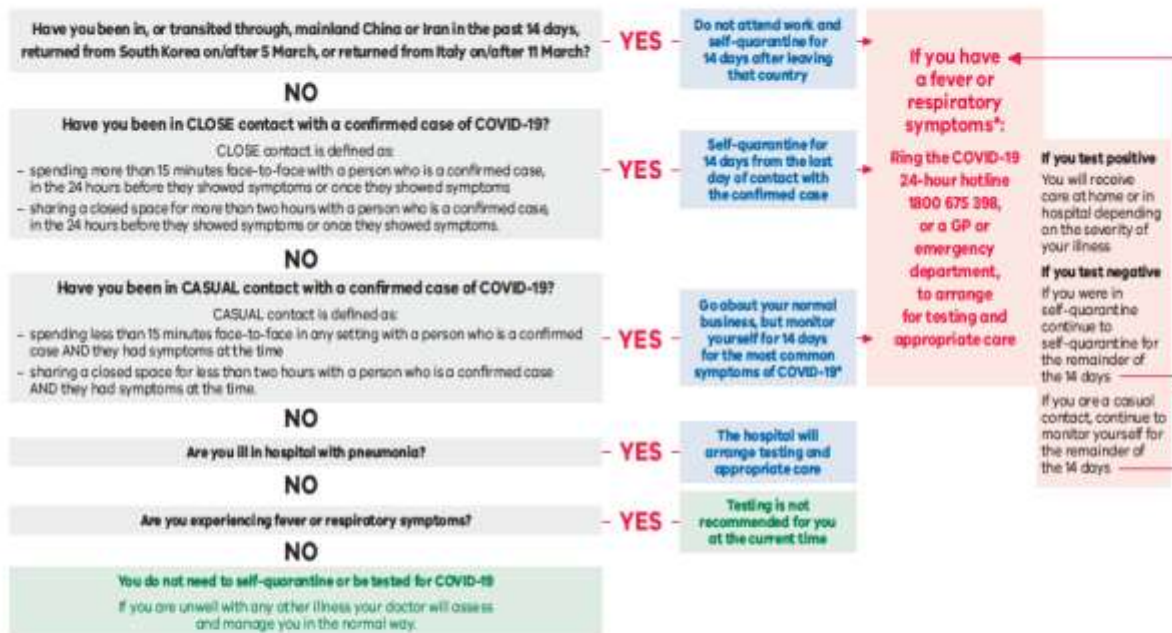 Have you been in, or transited through, mainland China or Iran in the past 14 days,
returned from South Korea on/after 5 March, or returned from Italy on/after 11 March?
YES
Do not attend work and
self-quarantine for
14 days after leaving
that country
NO
Have you been in CLOSE contact with a confirmed case of COVID-19?
CLOSE contact is defined as:
– spending more than 15 minutes face-to-face with a person who is a confirmed case,
in the 24 hours before they showed symptoms or once they showed symptoms
– sharing a closed space for more than two hours with a person who is a confirmed case,
in the 24 hours before they showed symptoms or once they showed symptoms.
YES
Self-quarantine for
14 days from the last
day of contact with
the confirmed case
NO
Have you been in CASUAL contact with a confirmed case of COVID-19?
CASUAL contact is defined as:
– spending less than 15 minutes face-to-face in any setting with a person who is a confirmed
case AND they had symptoms at the time
– sharing a closed space for less than two hours with a person who is a confirmed case
AND they had symptoms at the time.
YES
Go about your normal
business, but monitor
yourself for 14 days
for the most common
symptoms of COVID-19*
NO
Are you ill in hospital with pneumonia?
YES
The hospital will
arrange testing and
appropriate care
NO
Are you experiencing fever or respiratory symptoms?
YES
Testing is not
recommended for you
at the current time
NO
You do not need to self-quarantine or be tested for COVID-19
If you are unwell with any other illness your doctor will assess
and manage you in the normal way.
If you have
a fever or
respiratory
symptoms*:
Ring the COVID-19
24-hour hotline
1800 675 398,
or a GP or
emergency
department,
to arrange
for testing and
appropriate care
If you test positive
You will receive
care at home or in
hospital depending
on the severity of
your illness
If you test negative
If you were in
self-quarantine
continue to
self-quarantine for
the remainder of
the 14 days
If you are a casual
contact, continue to
monitor yourself for
the remainder of
the 14 days